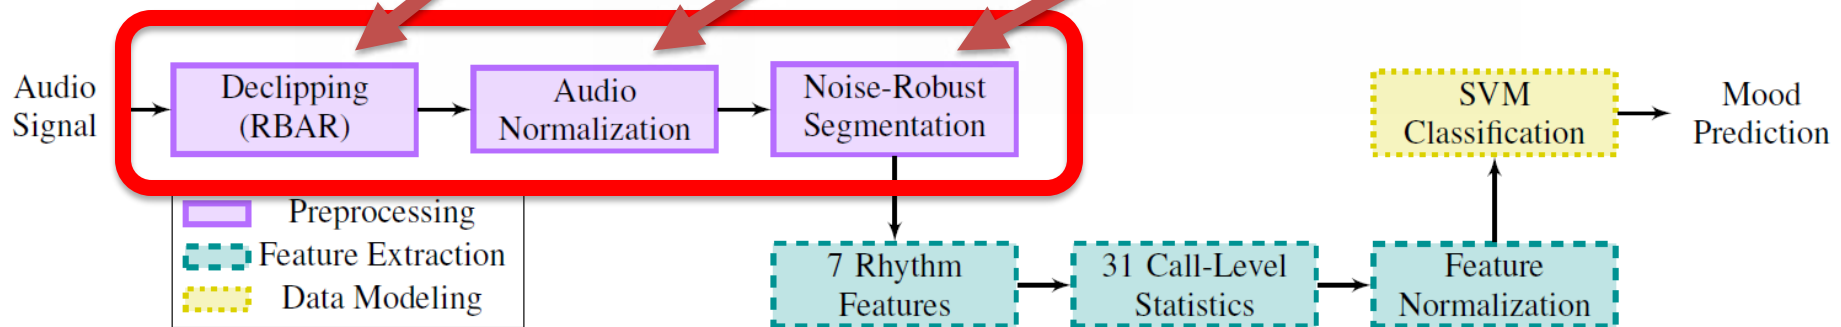 Audio
Signal
Declipping
(RBAR)
Audio
Normalization
Noise-Robust
Segmentation
SVM
Classification
Mood
Prediction
Preprocessing
Feature Extraction
Data Modeling
7 Rhythm
Features
31 Call-Level
Statistics
Feature
Normalization